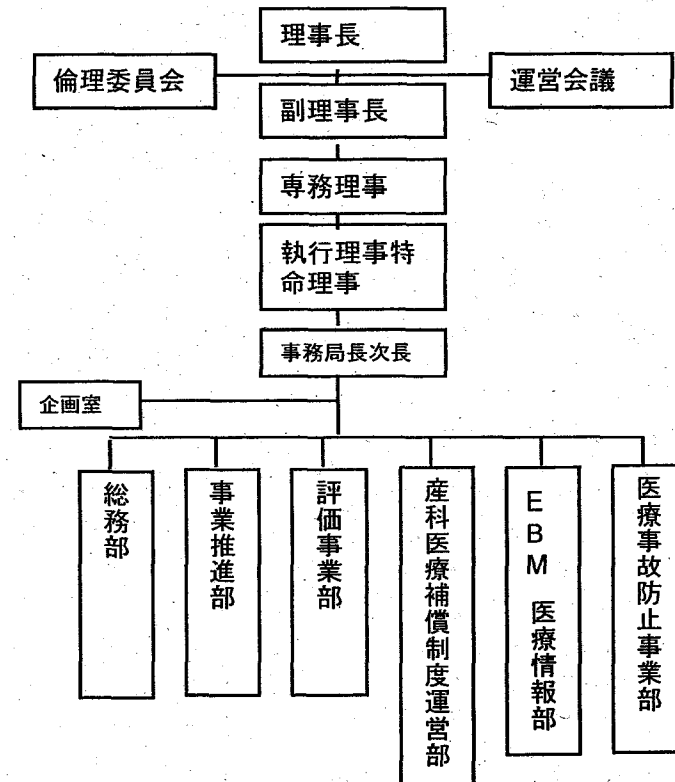 理事長
倫理委員会
運営会議
副理事長
専務理事
執行理事特
命理事
事務局長次長
企画室
総務部
事業推進部
評価事業部
産科医療補償制度運営部
EBM 医療情報部
医療事故防止事業部